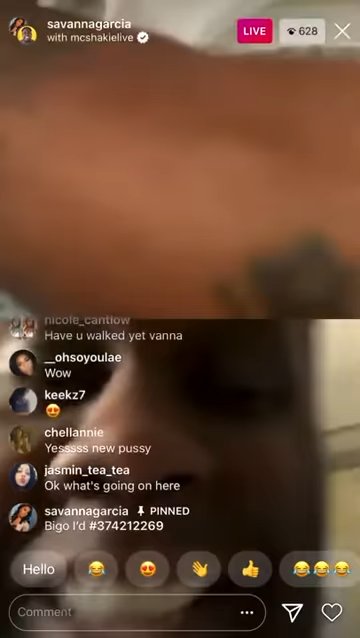 savannagarcia
with mcshakielive
LIVE
628
nicole_cantlow
Have u walked yet vanna
__ohsoyoulae
Wow
keekz7
😍
chellannie
Yesssss new pussy
jasmin_tea_tea
Ok what's going on here
savannagarcia PINNED
Bigo I'd #374212269
Hello 😂 😍 👋 👍 😂😂😂
Comment